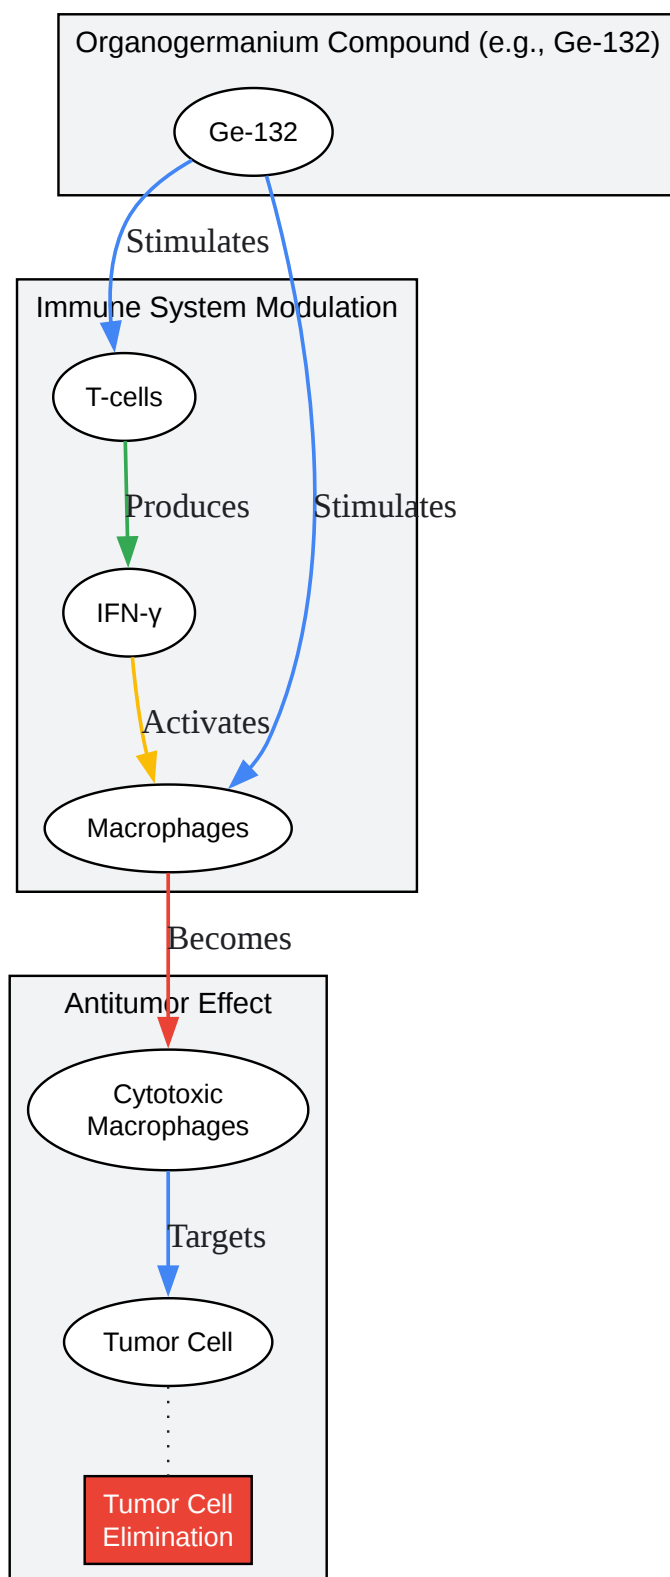 Organogermanium Compound (e.g., Ge-132)
Ge-132
Stimulates
Immune System Modulation
T-cells
Produces
Stimulates
IFN-γ
Activates
Macrophages
Becomes
Antitumor Effect
Cytotoxic
Macrophages
Targets
Tumor Cell
Tumor Cell
Elimination